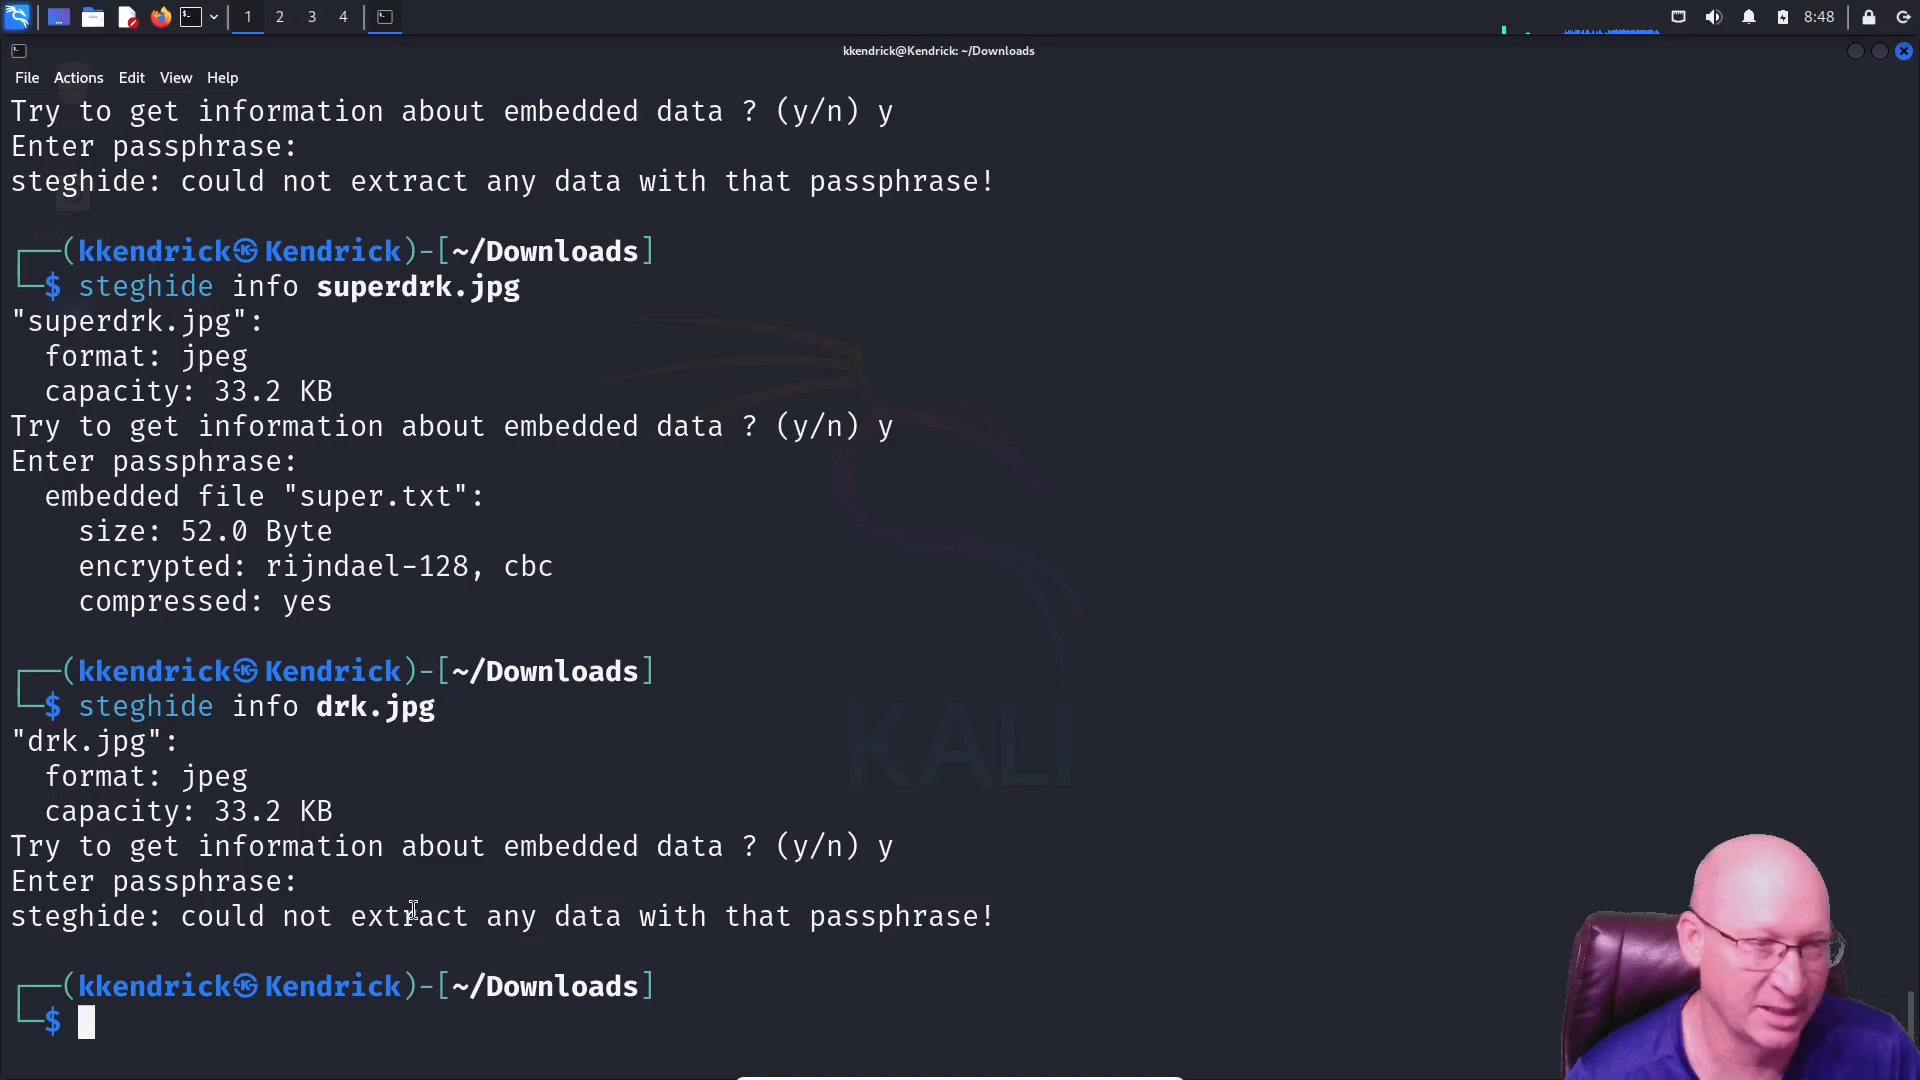 1 2 3 4 8:48
kkendrick@Kendrick: ~/Downloads
File Actions Edit View Help
Try to get information about embedded data ? (y/n) y
Enter passphrase:
steghide: could not extract any data with that passphrase!
┌──(kkendrick㉿Kendrick)-[~/Downloads]
└─$ steghide info superdrk.jpg
"superdrk.jpg":
format: jpeg
capacity: 33.2 KB
Try to get information about embedded data ? (y/n) y
Enter passphrase:
embedded file "super.txt":
size: 52.0 Byte
encrypted: rijndael-128, cbc
compressed: yes
┌──(kkendrick㉿Kendrick)-[~/Downloads]
└─$ steghide info drk.jpg
"drk.jpg":
format: jpeg
capacity: 33.2 KB
Try to get information about embedded data ? (y/n) y
Enter passphrase:
steghide: could not extract any data with that passphrase!
┌──(kkendrick㉿Kendrick)-[~/Downloads]
└─$
KALI